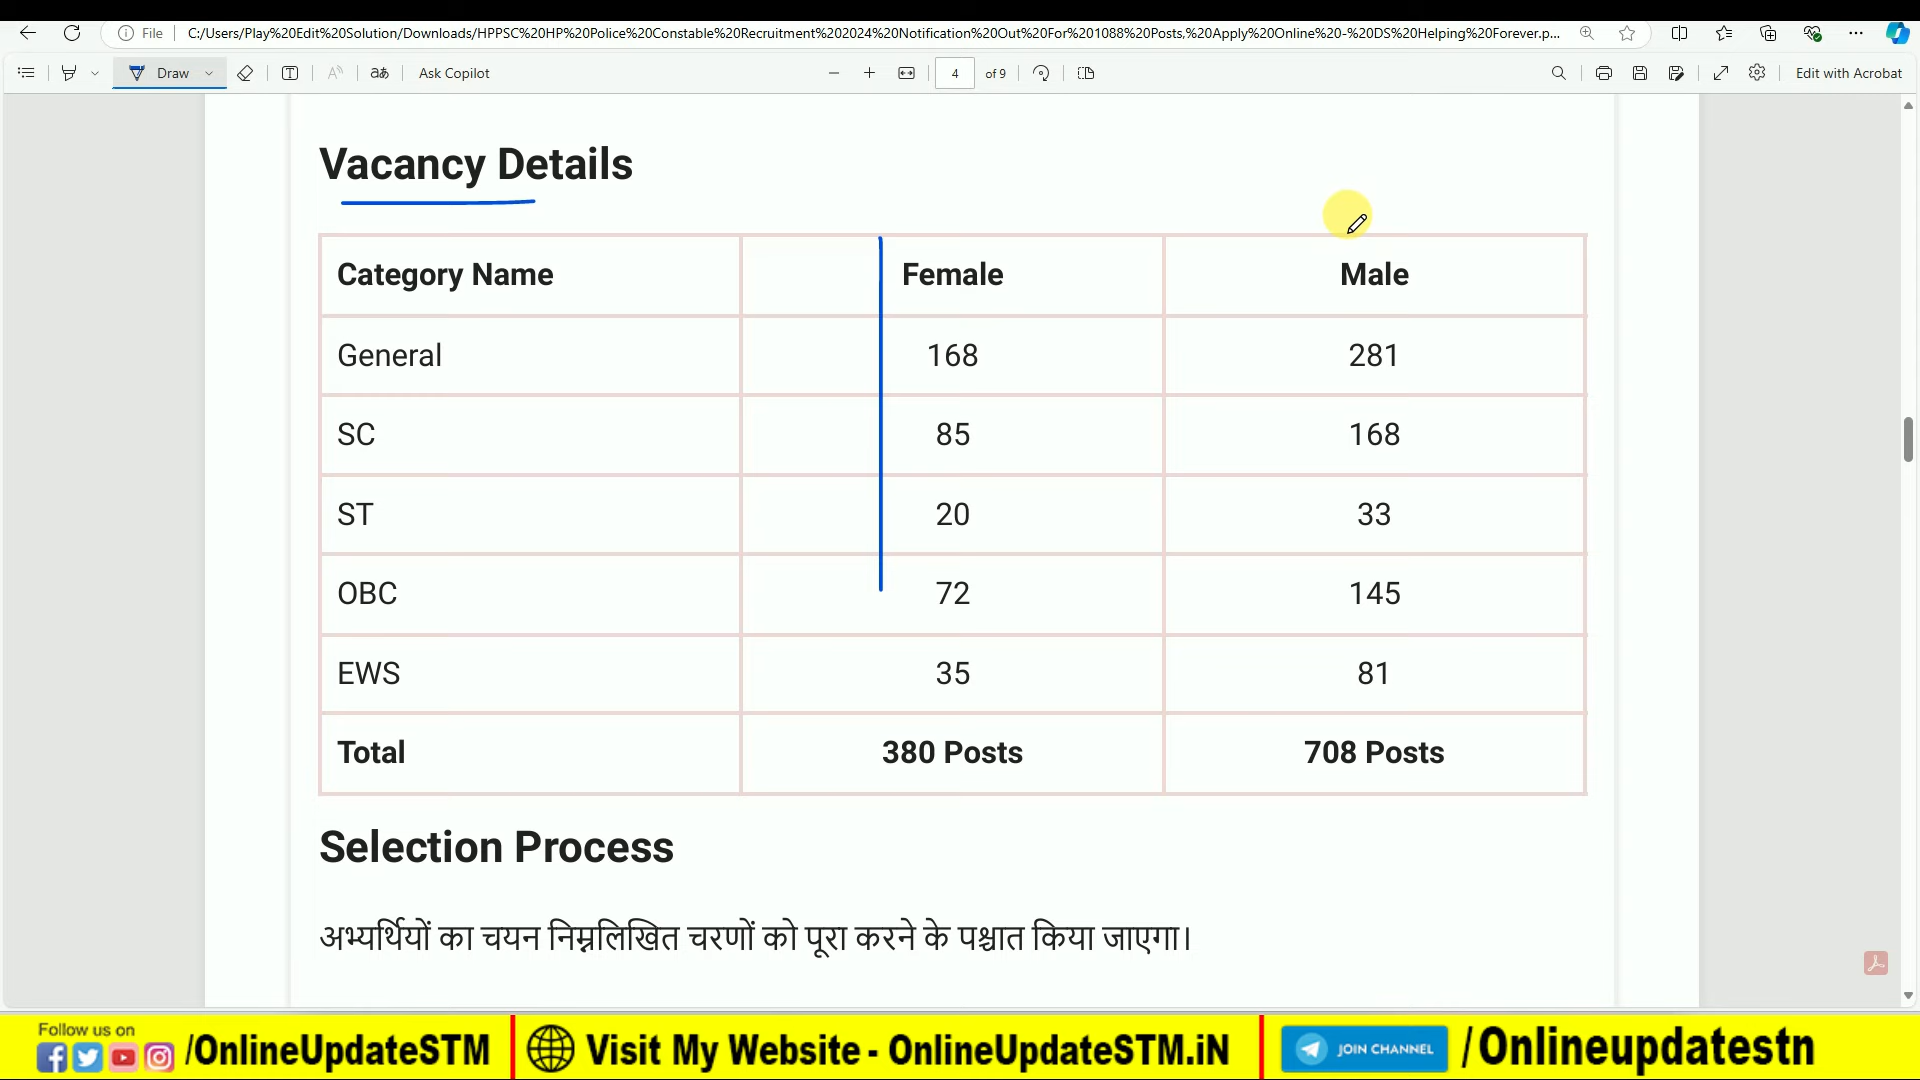 File C:/Users/Play%20Edit%20Solution/Downloads/HPPSC%20HP%20Police%20Constable%20Recruitment%202024%20Notification%20Out%20For%201088%20Posts,%20Apply%20Online%20-%20DS%20Helping%20Forever.p...
Draw Ask Copilot 4 of 9 Edit with Acrobat
Vacancy Details
Category Name Female Male
General 168 281
SC 85 168
ST 20 33
OBC 72 145
EWS 35 81
Total 380 Posts 708 Posts
Selection Process
अभ्यर्थियों का चयन निम्नलिखित चरणों को पूरा करने के पश्चात किया जाएगा।
Follow us on
/OnlineUpdateSTM Visit My Website - OnlineUpdateSTM.iN JOIN CHANNEL /Onlineupdatestn